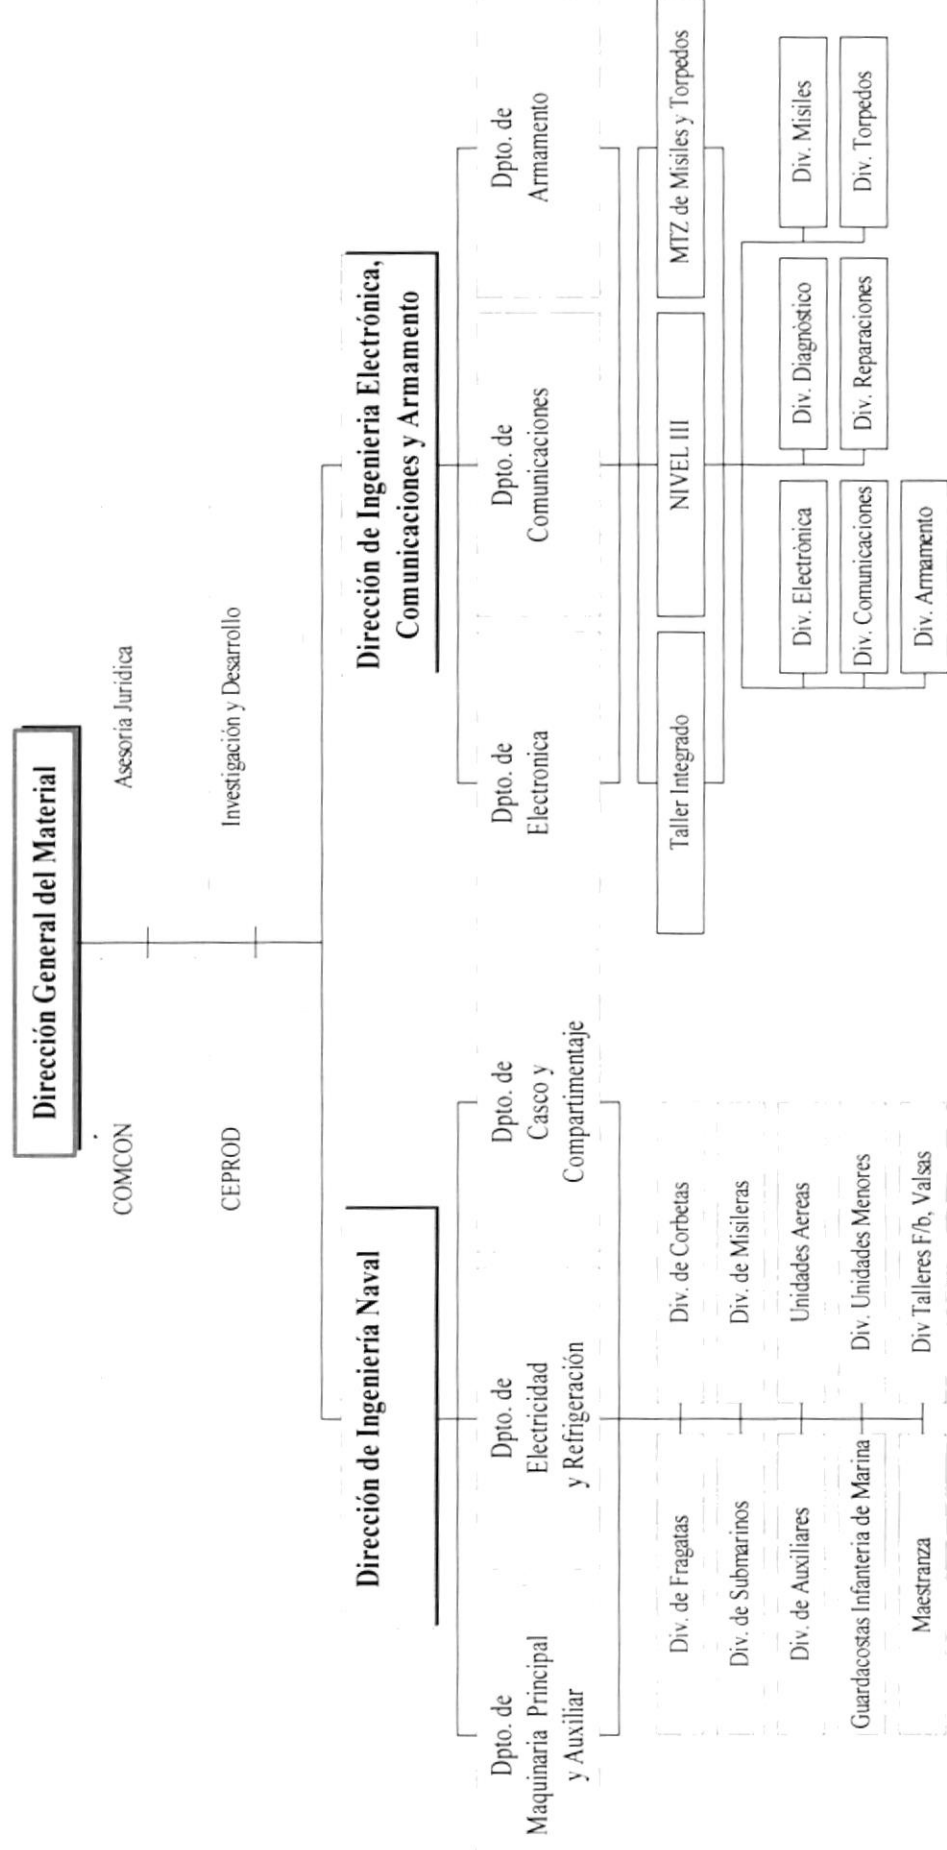 Dirección General del Material
COMCON
Asesoria Juridica
CEPROD
Investigación y Desarrollo
Dirección de Ingeniería Naval
Dirección de Ingenieria Electrónica,
Comunicaciones y Armamento
Dpto. de
Maquinaria Principal
y Auxiliar
Dpto. de
Electricidad
y Refrigeración
Dpto. de
Casco y
Compartimentaje
Dpto. de
Electronica
Dpto. de
Comunicaciones
Dpto. de
Armamento
Div. de Fragatas
Div. de Corbetas
Div. de Submarinos
Div. de Misileras
Div. de Auxiliares
Unidades Aereas
Guardacostas Infanteria de Marina
Div. Unidades Menores
Maestranza
Div Talleres F/b, Valsas
Taller Integrado
NIVEL III
MTZ de Misiles y Torpedos
Div. Electrònica
Div. Comunicaciones
Div. Armamento
Div. Diagnòstico
Div. Reparaciones
Div. Misiles
Div. Torpedos